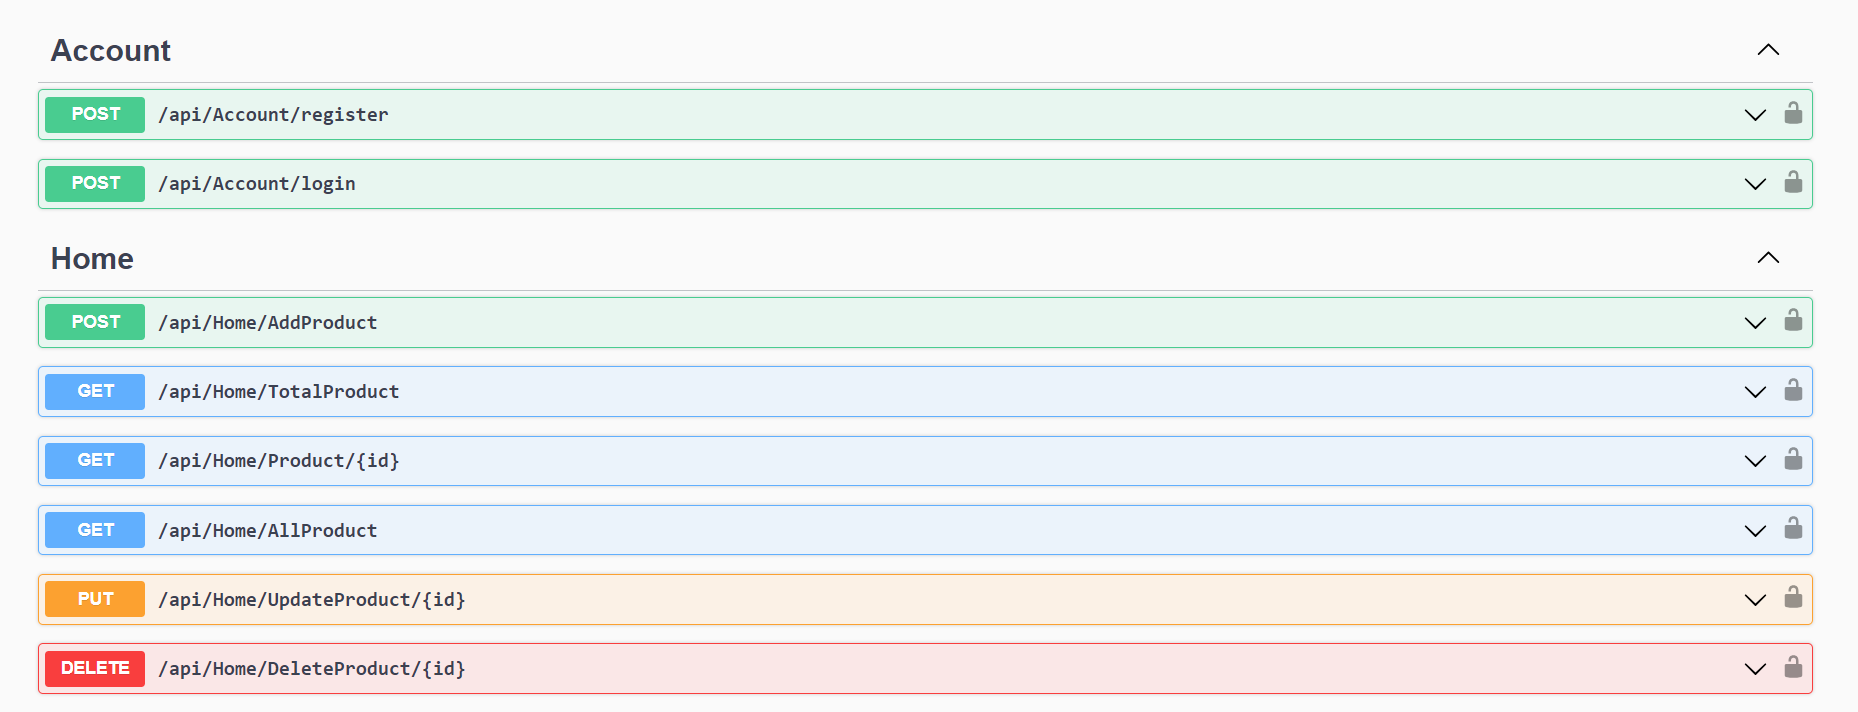 Account
POST /api/Account/register
POST /api/Account/login
Home
POST /api/Home/AddProduct
GET /api/Home/TotalProduct
GET /api/Home/Product/{id}
GET /api/Home/AllProduct
PUT /api/Home/UpdateProduct/{id}
DELETE /api/Home/DeleteProduct/{id}